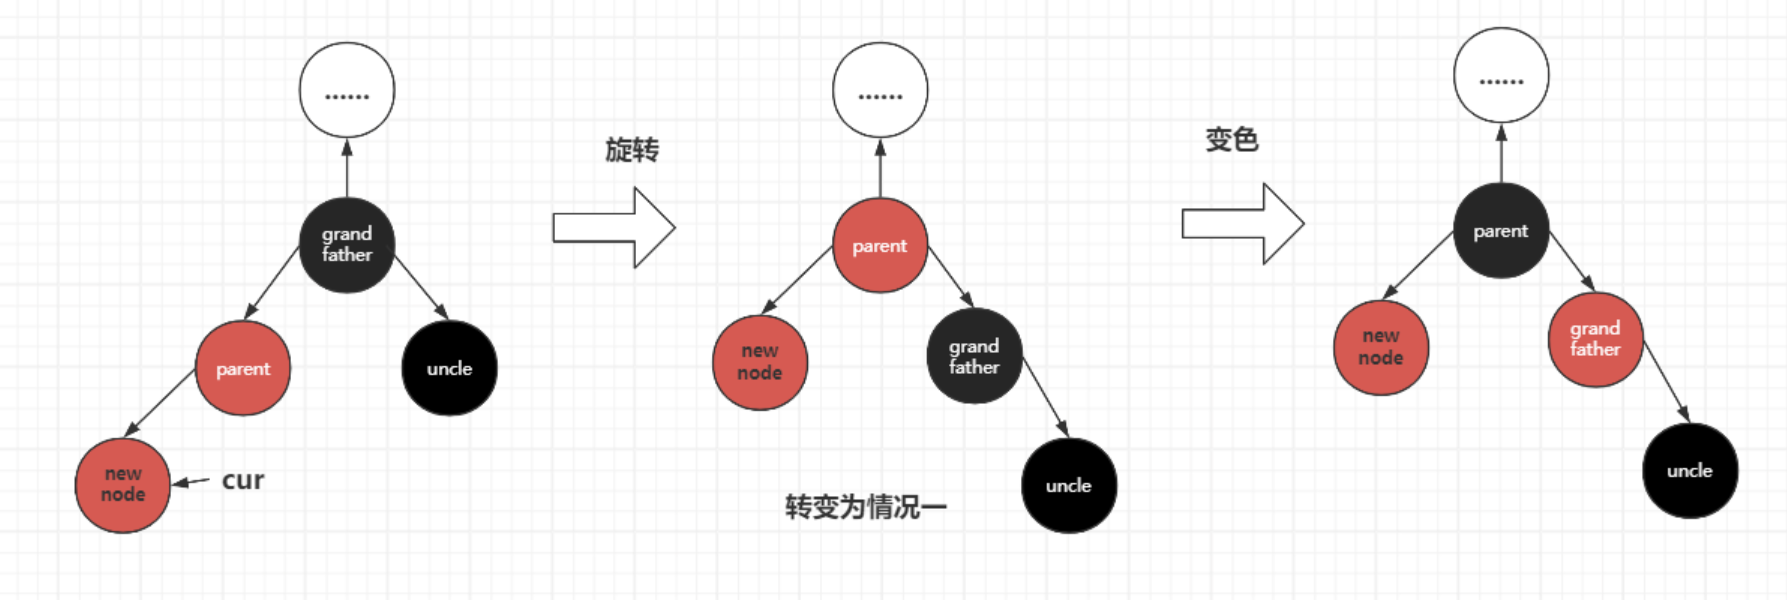 ......
grand
father
parent
uncle
new
node
cur
旋转
......
parent
new
node
grand
father
uncle
转变为情况一
变色
......
parent
new
node
grand
father
uncle